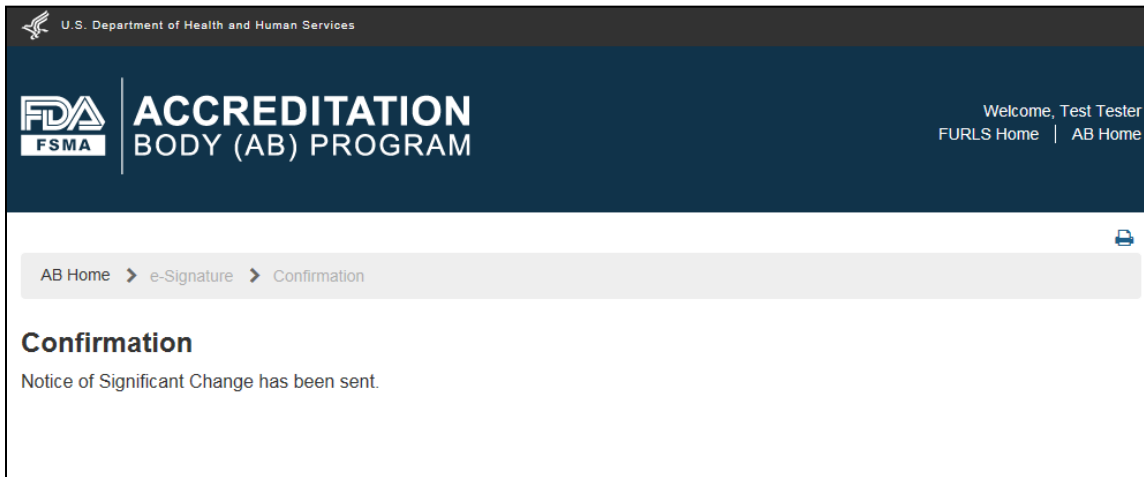 U.S. Department of Health and Human Services
FDA
FSMA
ACCREDITATION
BODY (AB) PROGRAM
Welcome, Test Tester
FURLS Home | AB Home
AB Home > e-Signature > Confirmation
Confirmation
Notice of Significant Change has been sent.